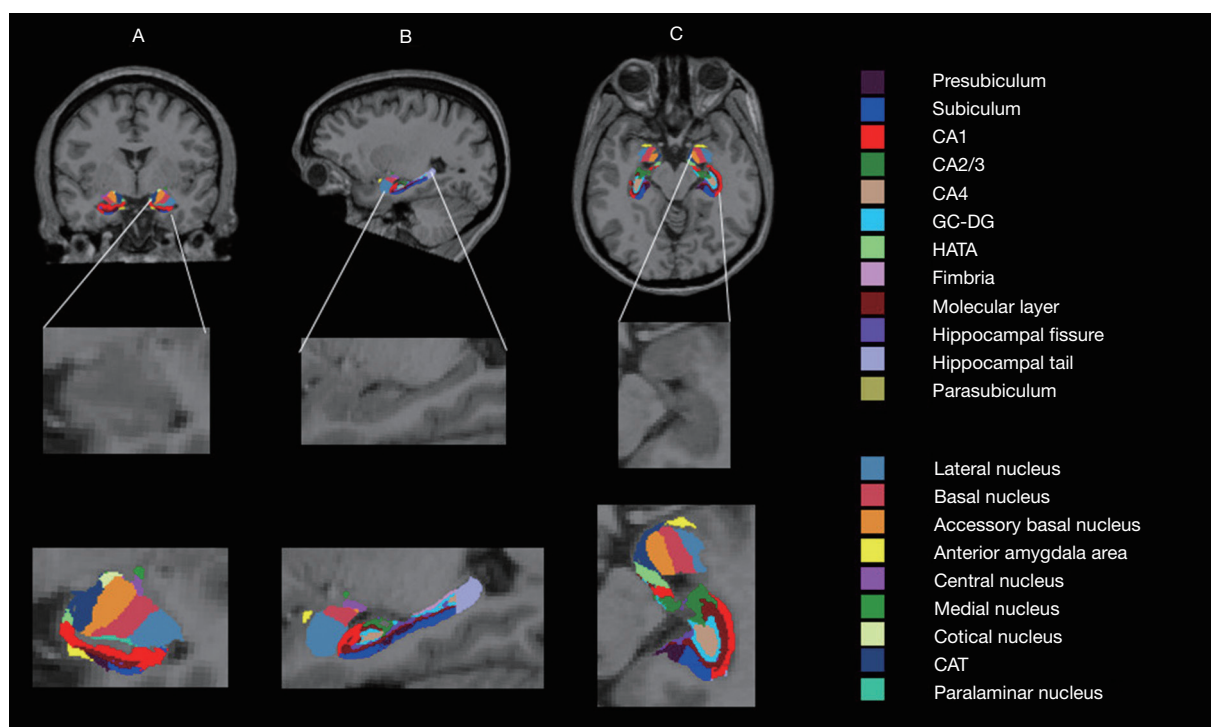 A
B
C
Presubiculum
Subiculum
CA1
CA2/3
CA4
GC-DG
HATA
Fimbria
Molecular layer
Hippocampal fissure
Hippocampal tail
Parasubiculum
Lateral nucleus
Basal nucleus
Accessory basal nucleus
Anterior amygdala area
Central nucleus
Medial nucleus
Cotical nucleus
CAT
Paralaminar nucleus